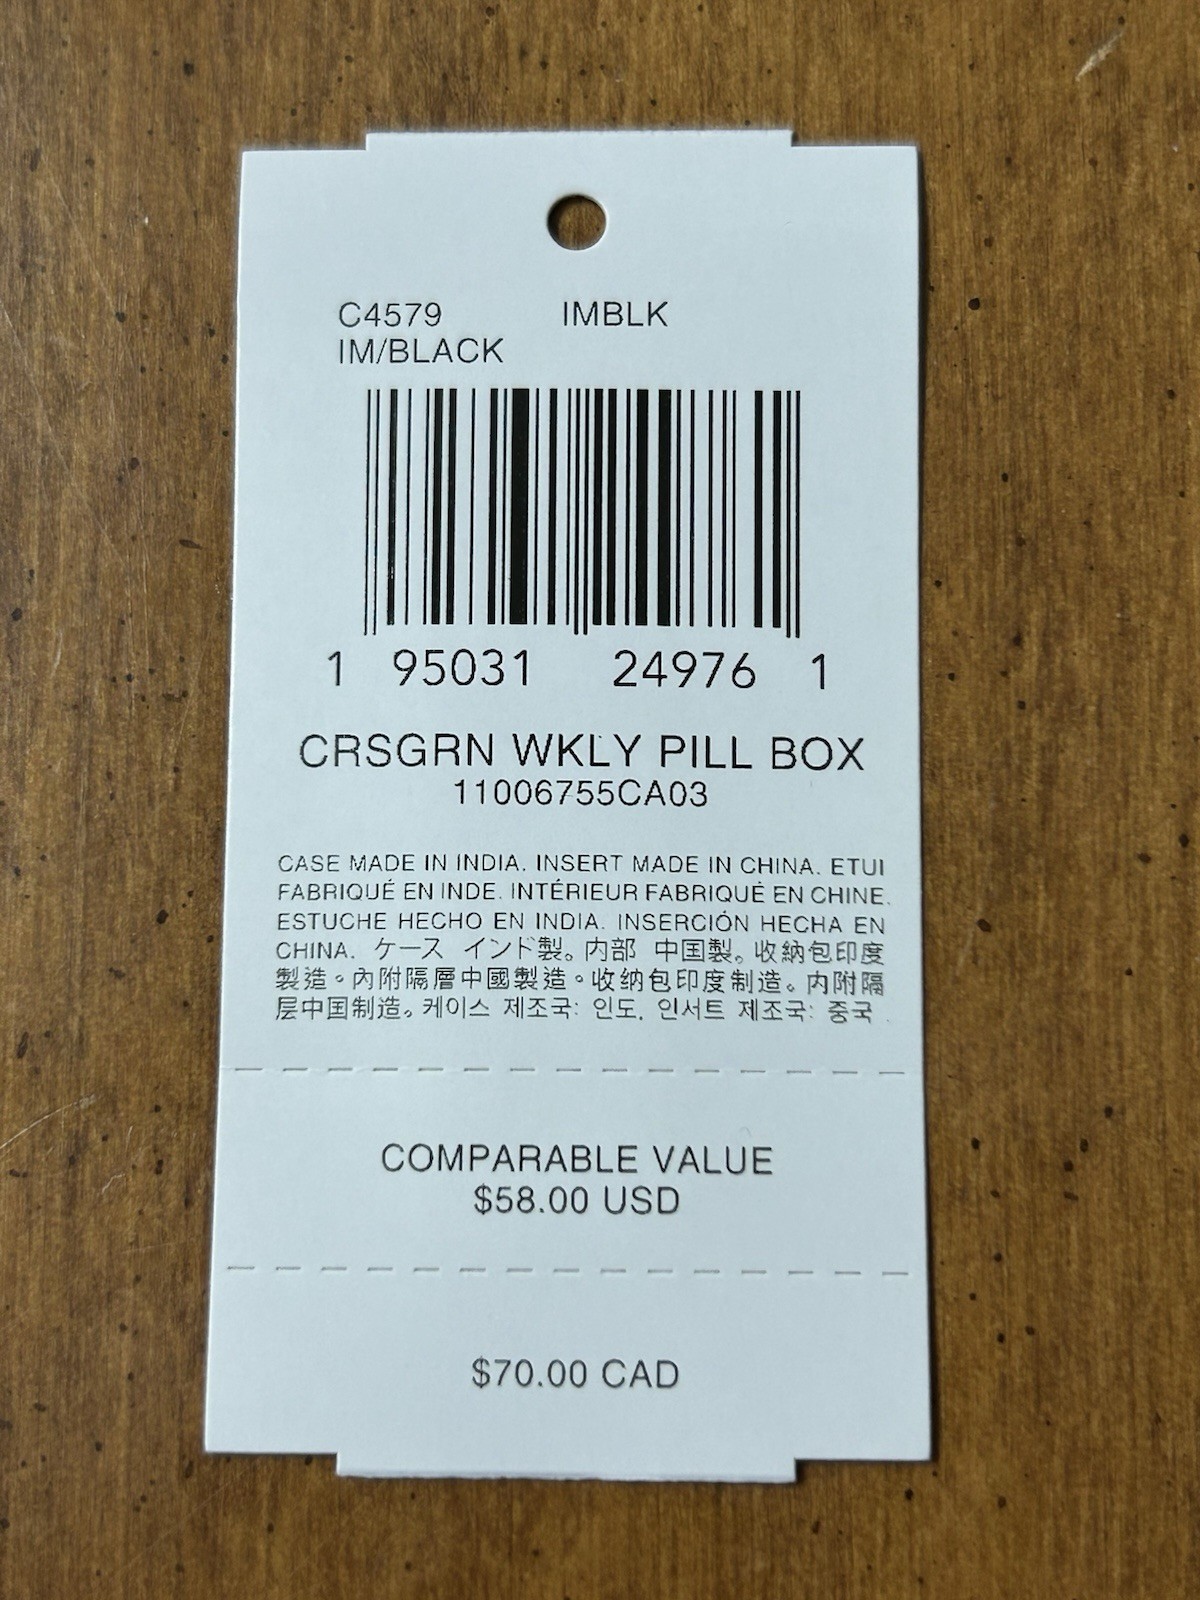 C4579 IMBLK
IM/BLACK
1 95031 24976 1
CRSGRN WKLY PILL BOX
11006755CA03
CASE MADE IN INDIA. INSERT MADE IN CHINA. ETUI
FABRIQUÉ EN INDE. INTÉRIEUR FABRIQUÉ EN CHINE.
ESTUCHE HECHO EN INDIA. INSERCIÓN HECHA EN
CHINA. ケース インド製。内部 中国製。收納包印度
製造。內附隔層中國製造。收纳包印度制造。内附隔
层中国制造。케이스 제조국: 인도, 인서트 제조국: 중국 .
COMPARABLE VALUE
$58.00 USD
$70.00 CAD